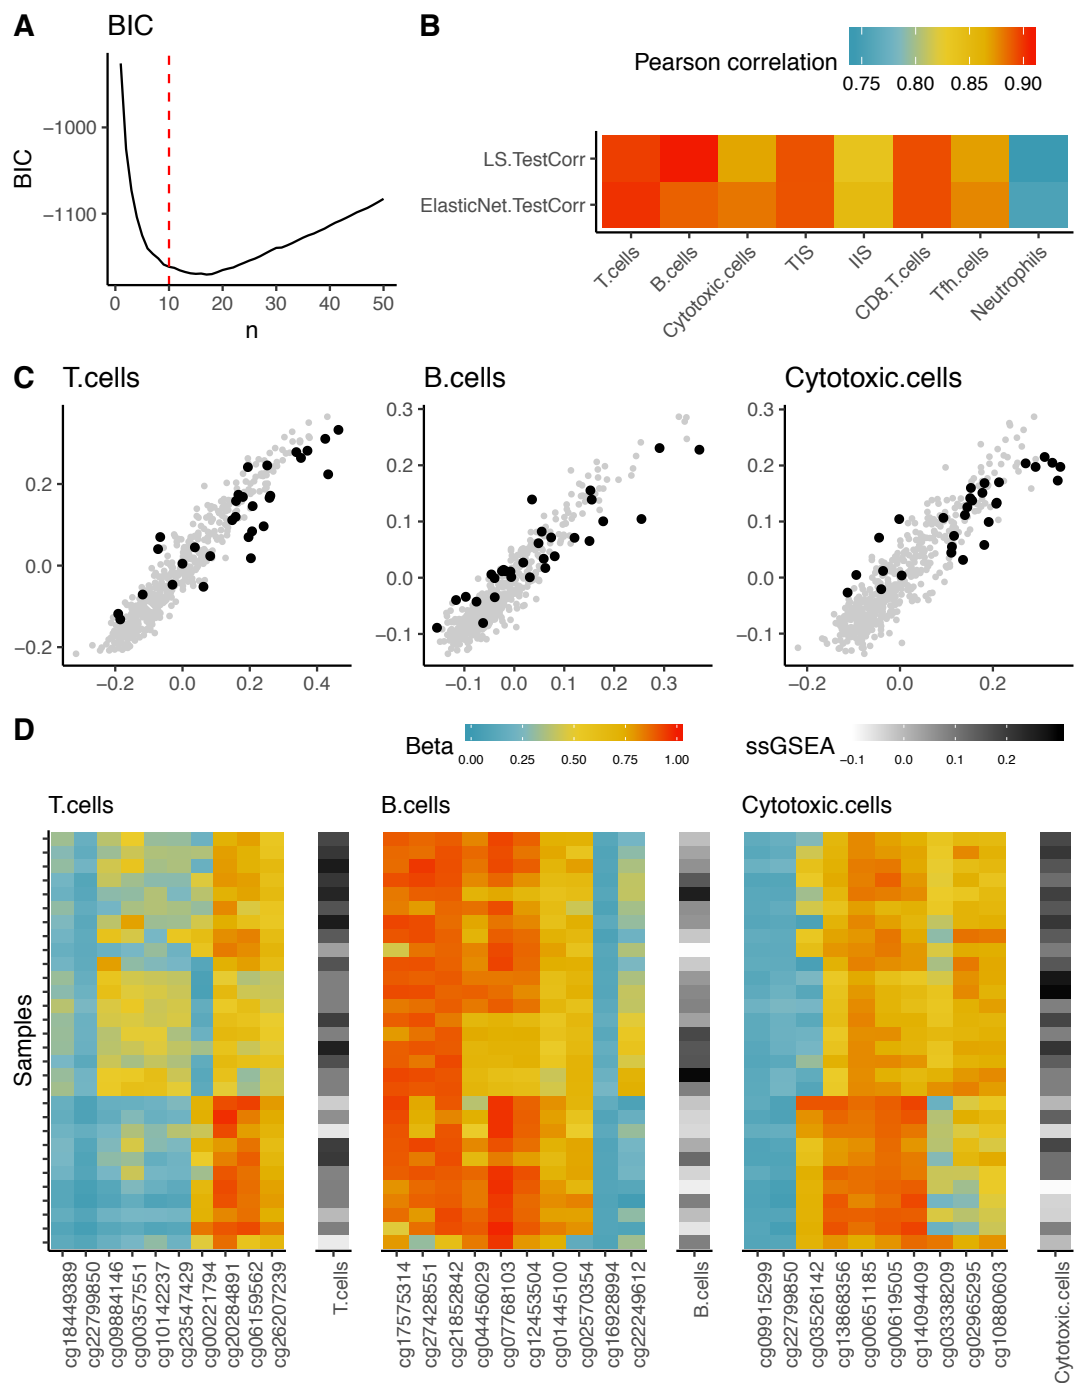 A
BIC
BIC
−1000
−1100
0 10 20 30 40 50
n
B
Pearson correlation
0.75 0.80 0.85 0.90
LS.TestCorr
ElasticNet.TestCorr
T.cells
B.cells
Cytotoxic.cells
TIS
IIS
CD8.T.cells
Tfh.cells
Neutrophils
C
T.cells
0.2
0.0
−0.2
−0.2 0.0 0.2 0.4
B.cells
0.3
0.2
0.1
0.0
−0.1
−0.1 0.0 0.1 0.2 0.3
Cytotoxic.cells
0.3
0.2
0.1
0.0
−0.1
−0.2 0.0 0.2
D
Beta
0.00 0.25 0.50 0.75 1.00
ssGSEA
−0.1 0.0 0.1 0.2
Samples
T.cells
cg18449389
cg22799850
cg09884146
cg00357551
cg10142237
cg23547429
cg00221794
cg20284891
cg06159562
cg26207239
T.cells
B.cells
cg17575314
cg27428551
cg21852842
cg04456029
cg07768103
cg12453504
cg01445100
cg02570354
cg16928994
cg22249612
B.cells
Cytotoxic.cells
cg09915299
cg22799850
cg03526142
cg13868356
cg00651185
cg00619505
cg14094409
cg03338209
cg02965295
cg10880603
Cytotoxic.cells